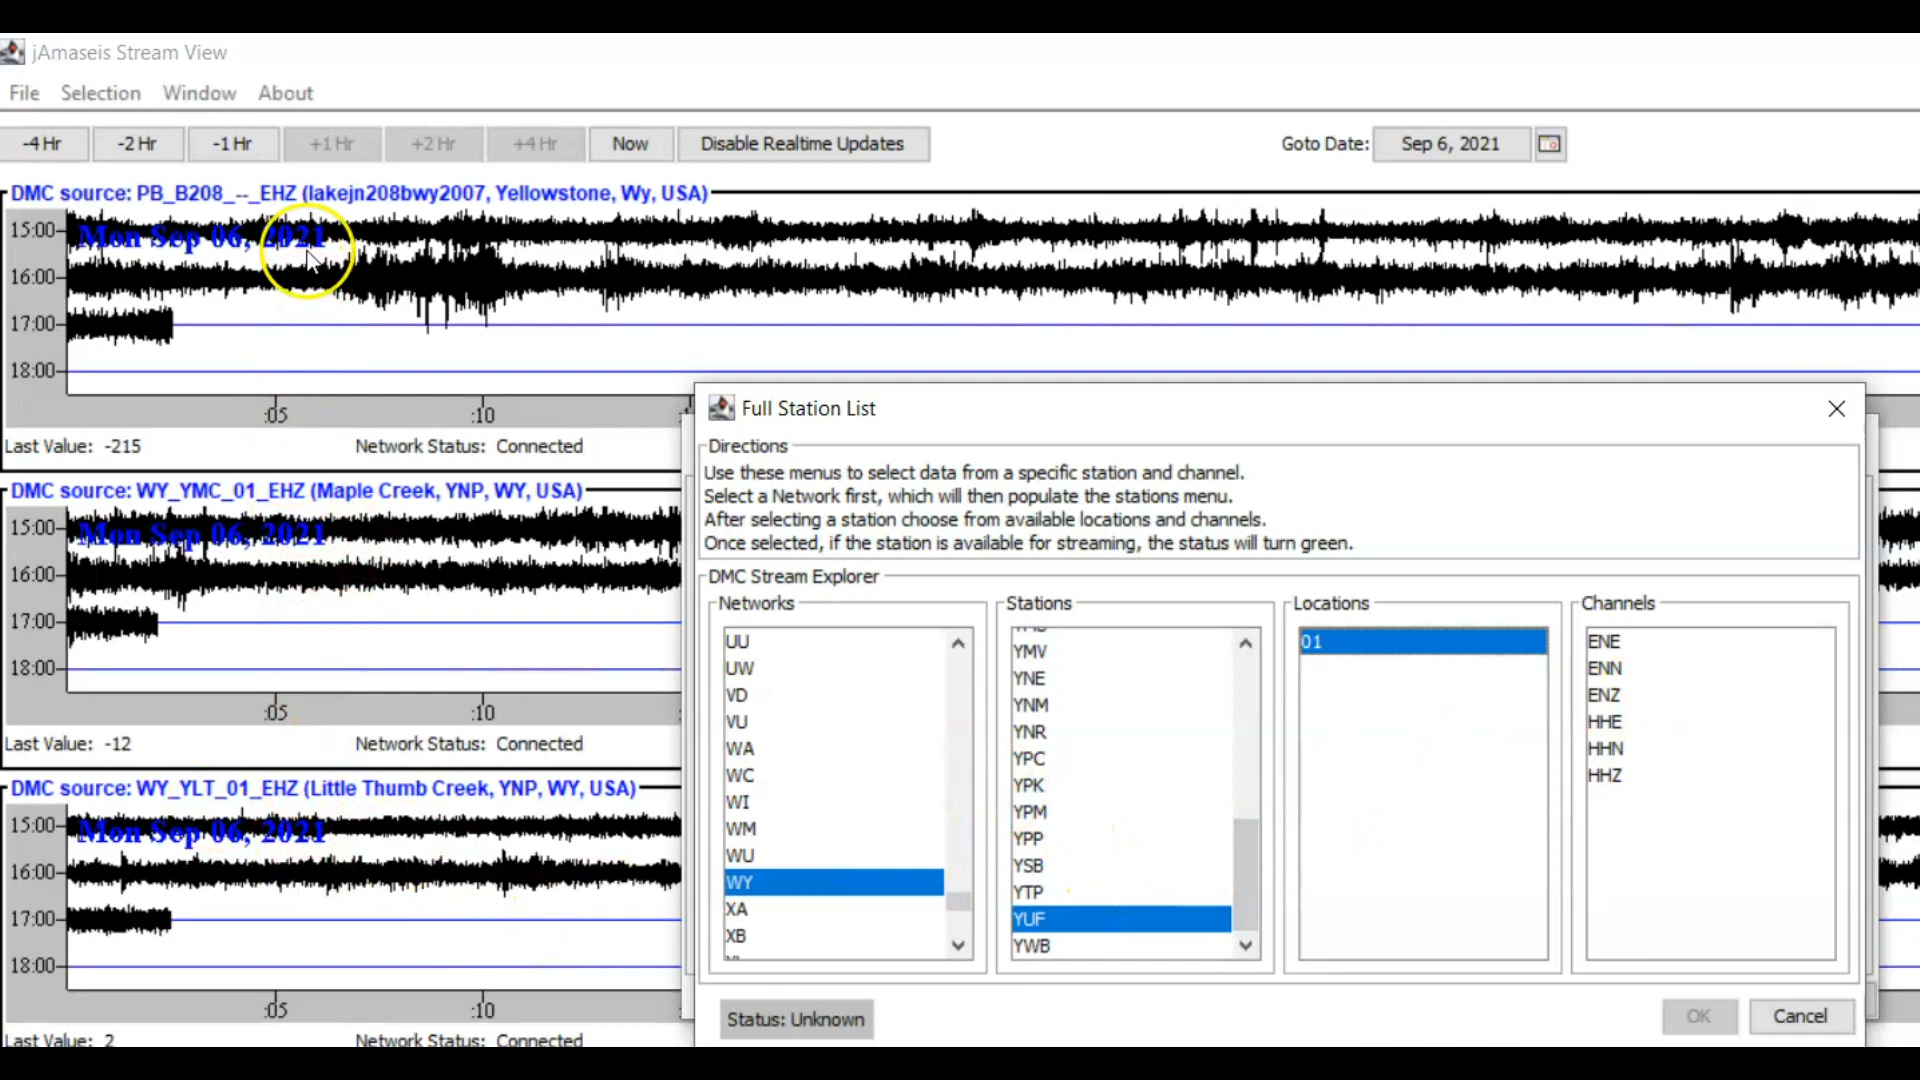 jAmaseis Stream View
File Selection Window About
-4 Hr -2 Hr -1 Hr +1 Hr +2 Hr +4 Hr Now Disable Realtime Updates Goto Date: Sep 6, 2021
DMC source: PB_B208_--_EHZ (lakejn208bwy2007, Yellowstone, Wy, USA)
15:00
Mon Sep 06, 2021
16:00
17:00
18:00
:05 :10
Last Value: -215 Network Status: Connected
DMC source: WY_YMC_01_EHZ (Maple Creek, YNP, WY, USA)
15:00
Mon Sep 06, 2021
16:00
17:00
18:00
:05 :10
Last Value: -12 Network Status: Connected
DMC source: WY_YLT_01_EHZ (Little Thumb Creek, YNP, WY, USA)
15:00
Mon Sep 06, 2021
16:00
17:00
18:00
:05 :10
Last Value: 2 Network Status: Connected
Full Station List
Directions
Use these menus to select data from a specific station and channel.
Select a Network first, which will then populate the stations menu.
After selecting a station choose from available locations and channels.
Once selected, if the station is available for streaming, the status will turn green.
DMC Stream Explorer
Networks
UU
UW
VD
VU
WA
WC
WI
WM
WU
WY
XA
XB
Stations
YMV
YNE
YNM
YNR
YPC
YPK
YPM
YPP
YSB
YTP
YUF
YWB
Locations
01
Channels
ENE
ENN
ENZ
HHE
HHN
HHZ
Status: Unknown
OK Cancel